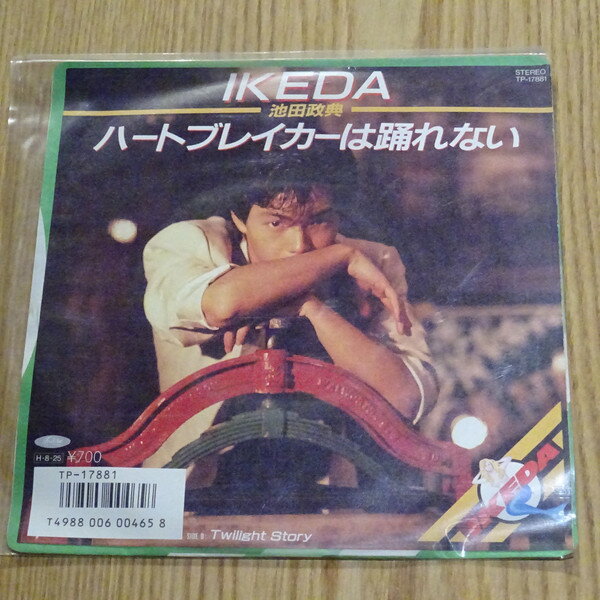 IKEDA
STEREO
TP-17881
池田政典
ハートブレイカーは踊れない
H·8·25 ¥700
TP-17881
T4988 006 00465 8
SIDE B Twilight Story
IKEDA!